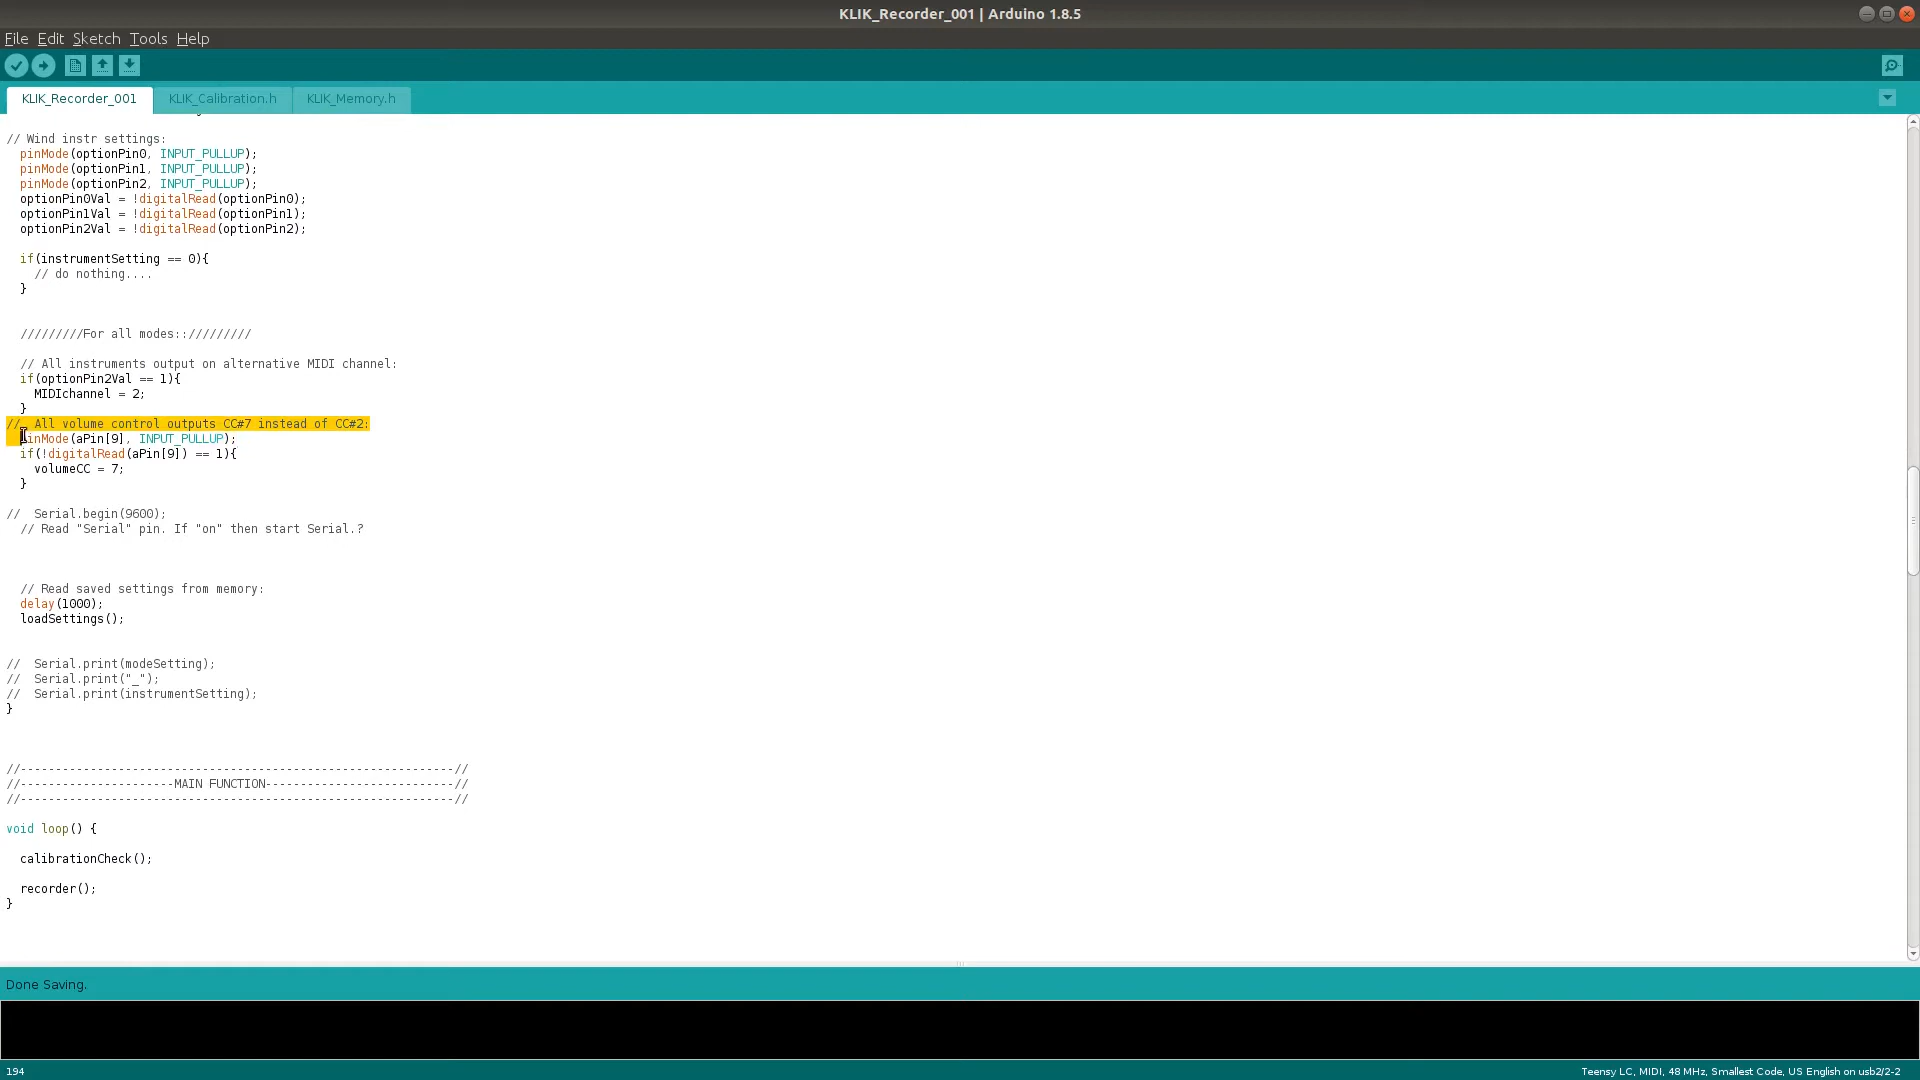 KLIK_Recorder_001 | Arduino 1.8.5
File Edit Sketch Tools Help
KLIK_Recorder_001 KLIK_Calibration.h KLIK_Memory.h
// Wind instr settings:
pinMode(optionPin0, INPUT_PULLUP);
pinMode(optionPin1, INPUT_PULLUP);
pinMode(optionPin2, INPUT_PULLUP);
optionPin0Val = !digitalRead(optionPin0);
optionPin1Val = !digitalRead(optionPin1);
optionPin2Val = !digitalRead(optionPin2);
if(instrumentSetting == 0){
// do nothing....
}
/////////For all modes:://///////
// All instruments output on alternative MIDI channel:
if(optionPin2Val == 1){
MIDIchannel = 2;
}
// All volume control outputs CC#7 instead of CC#2:
pinMode(aPin[9], INPUT_PULLUP);
if(!digitalRead(aPin[9]) == 1){
volumeCC = 7;
}
// Serial.begin(9600);
// Read "Serial" pin. If "on" then start Serial.?
// Read saved settings from memory:
delay(1000);
loadSettings();
// Serial.print(modeSetting);
// Serial.print("_");
// Serial.print(instrumentSetting);
}
//--------------------------------------------------------------//
//----------------------MAIN FUNCTION---------------------------//
//--------------------------------------------------------------//
void loop() {
calibrationCheck();
recorder();
}
Done Saving.
194
Teensy LC, MIDI, 48 MHz, Smallest Code, US English on usb2/2-2